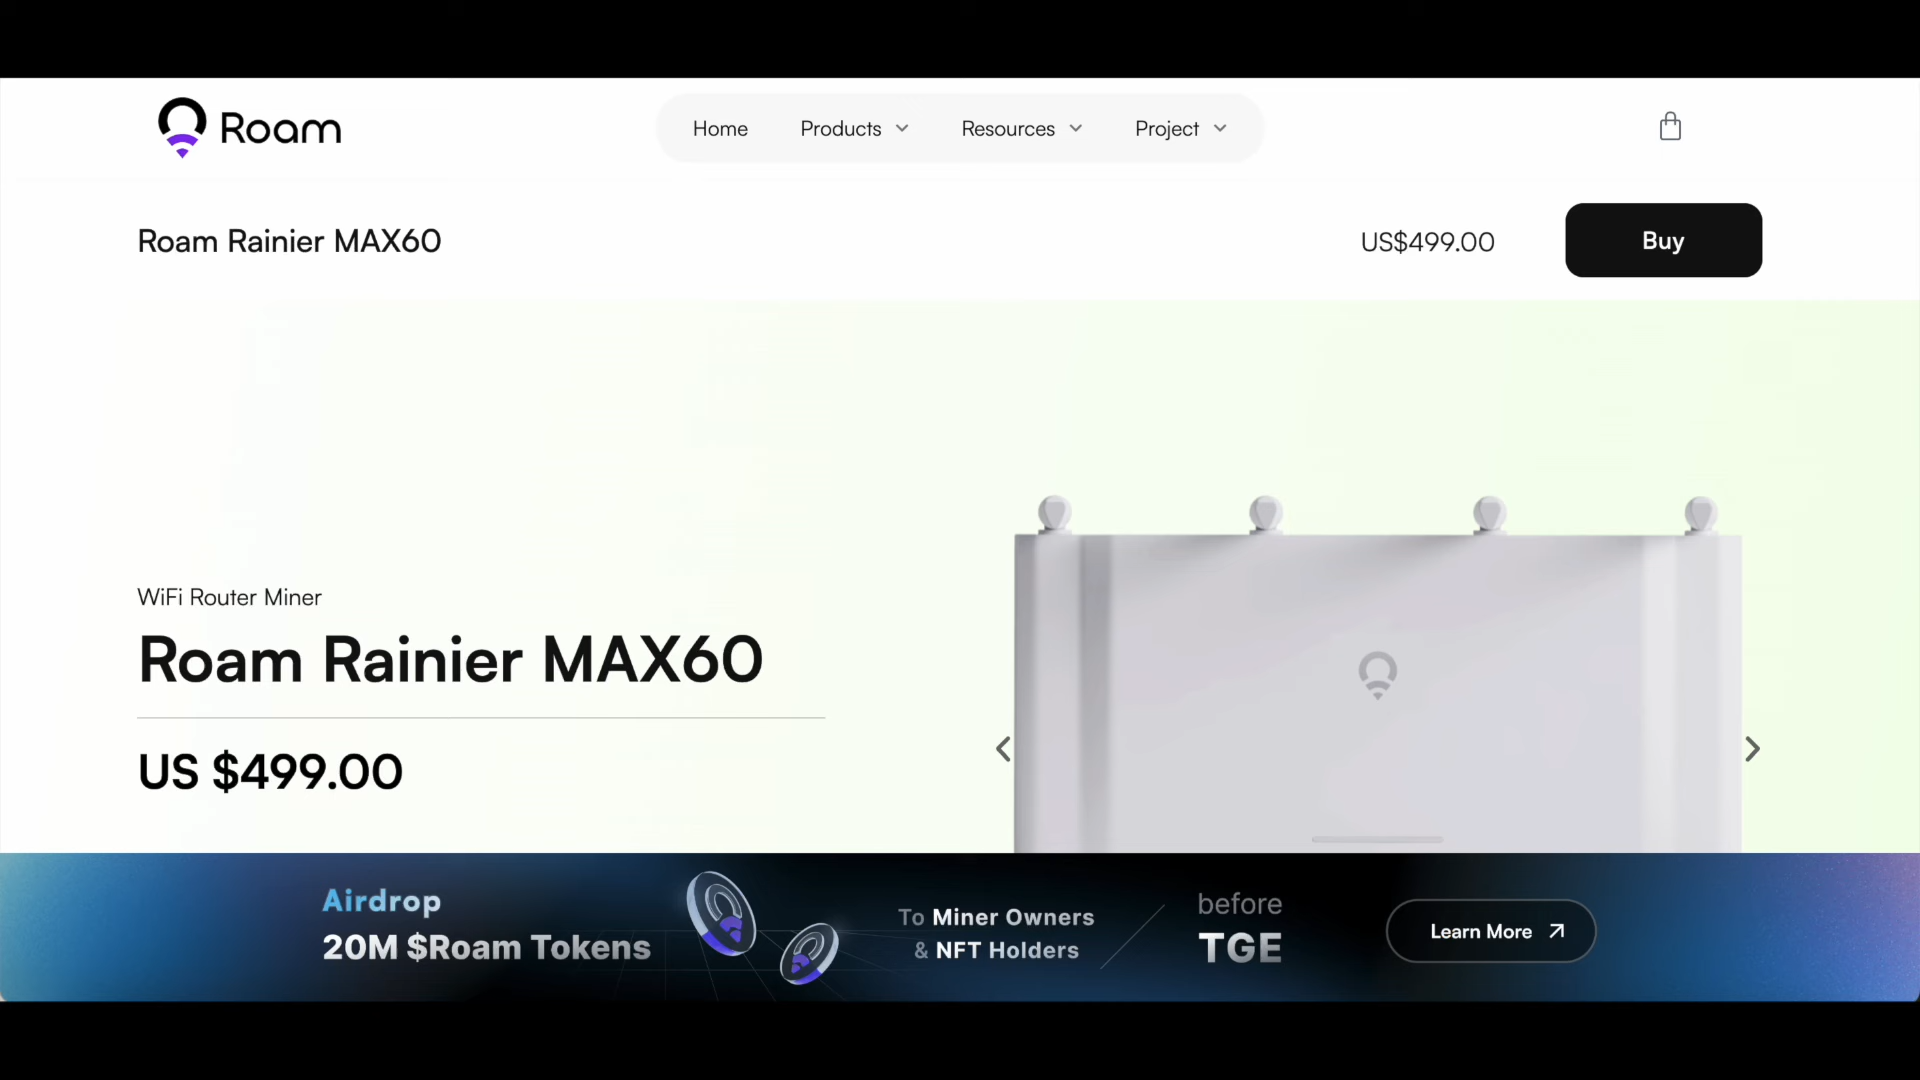 Roam
Home Products Resources Project
Roam Rainier MAX60
US$499.00
Buy
WiFi Router Miner
Roam Rainier MAX60
US $499.00
Airdrop
20M $Roam Tokens
To Miner Owners
& NFT Holders
before
TGE
Learn More